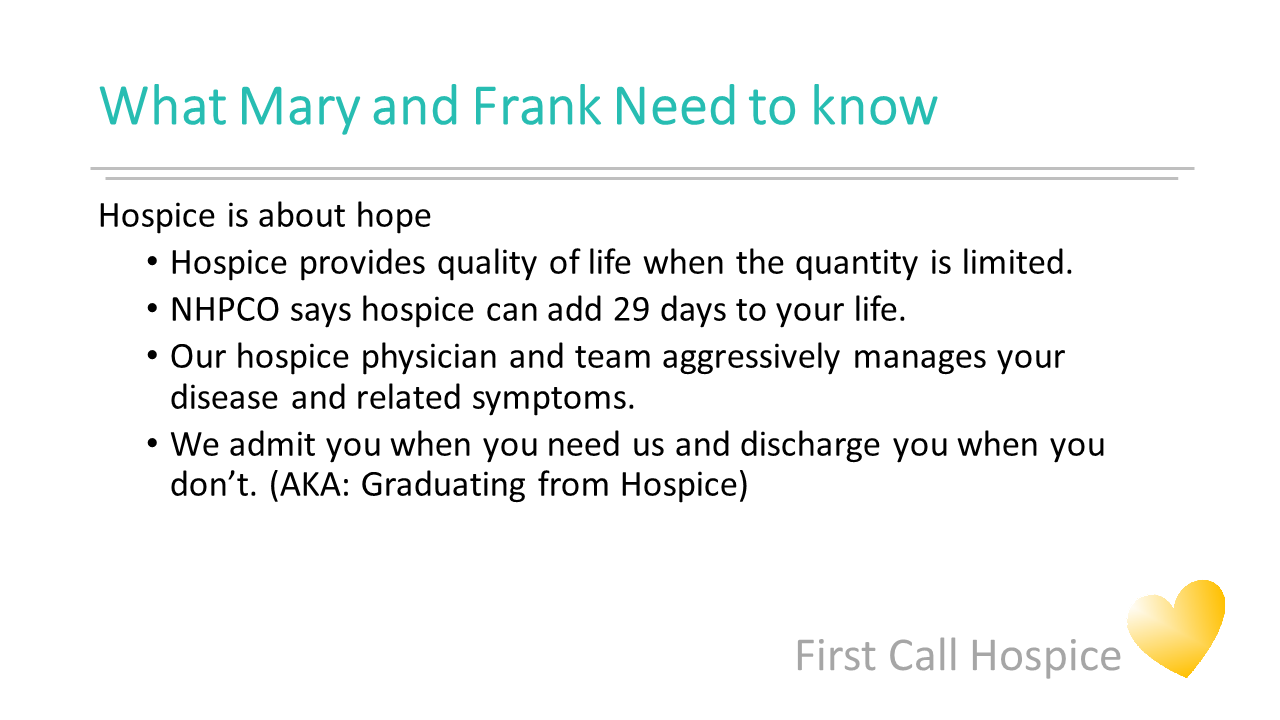 What Mary and Frank Need to know
Hospice is about hope
• Hospice provides quality of life when the quantity is limited.
• NHPCO says hospice can add 29 days to your life.
• Our hospice physician and team aggressively manages your
disease and related symptoms.
• We admit you when you need us and discharge you when you
don’t. (AKA: Graduating from Hospice)
First Call Hospice